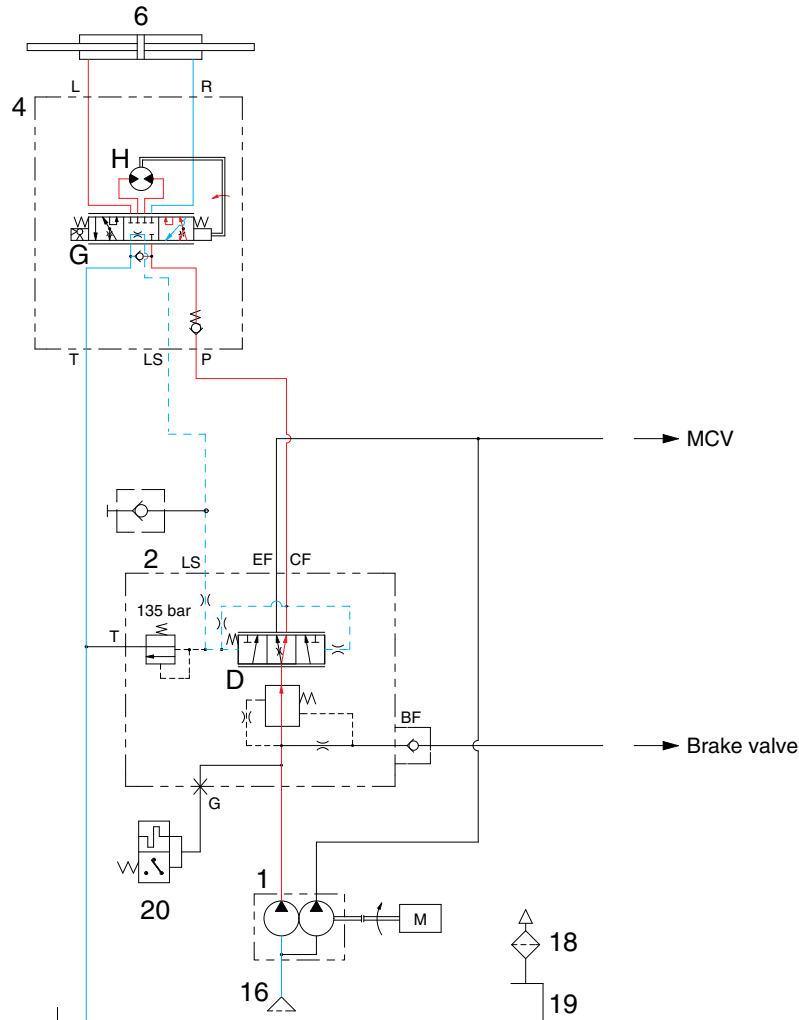 6
L R
4
H
G
T LS P
MCV
2
LS EF CF
135 bar
T
D
BF
Brake valve
G
1
20
M
18
16
19